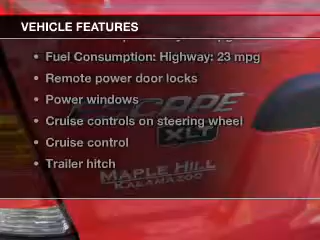 VEHICLE FEATURES
• Fuel Consumption: Highway: 23 mpg
• Remote power door locks
• Power windows
• Cruise controls on steering wheel
• Cruise control
• Trailer hitch
ESCAPE
XLT
MAPLE HILL
KALAMAZOO